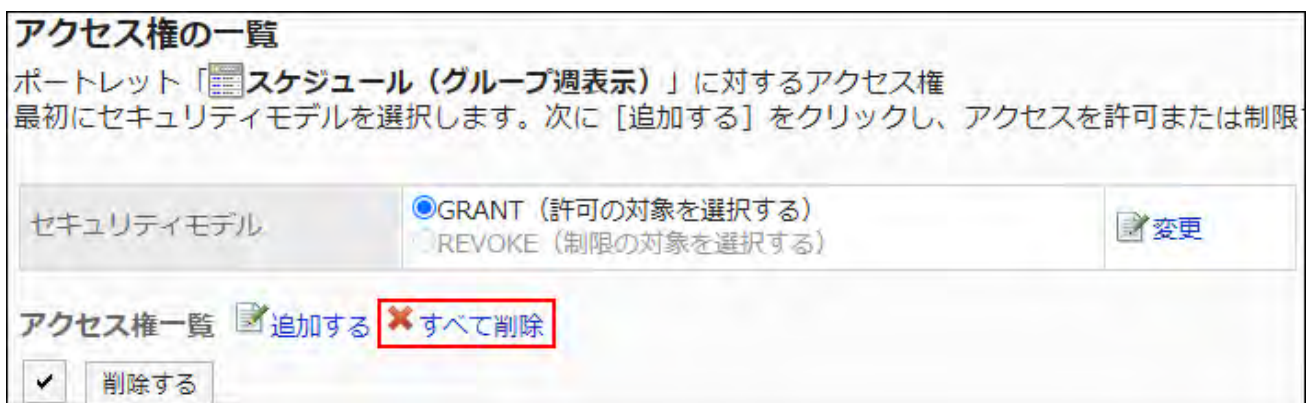 アクセス権の一覧
ポートレット「スケジュール（グループ週表示）」に対するアクセス権
最初にセキュリティモデルを選択します。次に［追加する］をクリックし、アクセスを許可または制限
セキュリティモデル
GRANT（許可の対象を選択する）
REVOKE（制限の対象を選択する）
変更
アクセス権一覧 追加する すべて削除
削除する